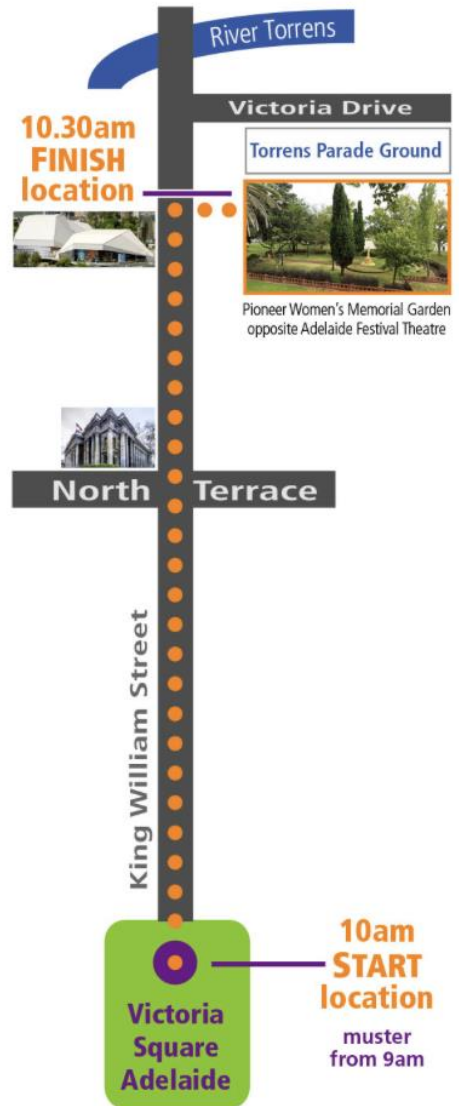 River Torrens
Victoria Drive
10.30am
FINISH
location
Torrens Parade Ground
Pioneer Women's Memorial Garden
opposite Adelaide Festival Theatre
North Terrace
King William Street
10am
START
location
muster
from 9am
Victoria
Square
Adelaide